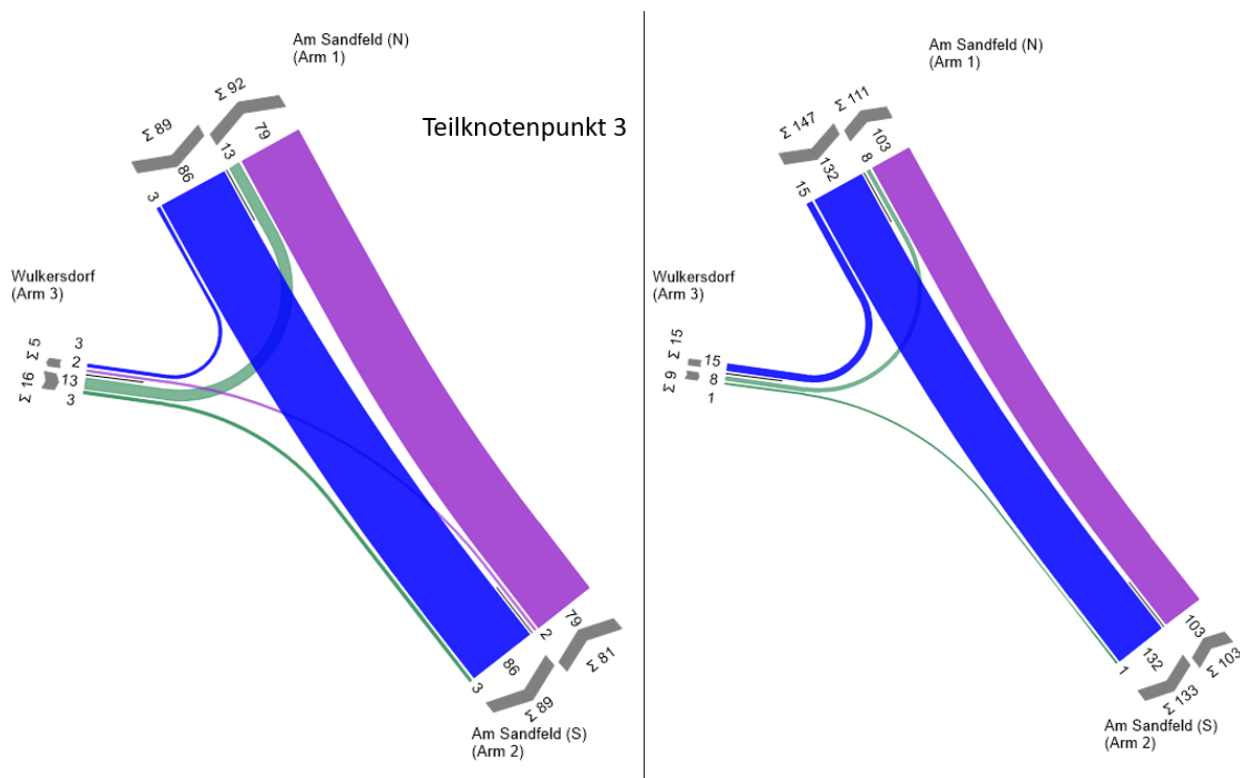 Am Sandfeld (N)
(Arm 1)
Σ 92
Σ 89
79
13
86
3
Teilknotenpunkt 3
Wulkersdorf
(Arm 3)
Σ 5
3
2
Σ 16
13
3
79
2
Σ 81
86
3
Σ 89
Am Sandfeld (S)
(Arm 2)
Am Sandfeld (N)
(Arm 1)
Σ 111
Σ 147
103
8
132
15
Wulkersdorf
(Arm 3)
Σ 15
15
Σ 9
8
1
103
Σ 103
132
1
Σ 133
Am Sandfeld (S)
(Arm 2)